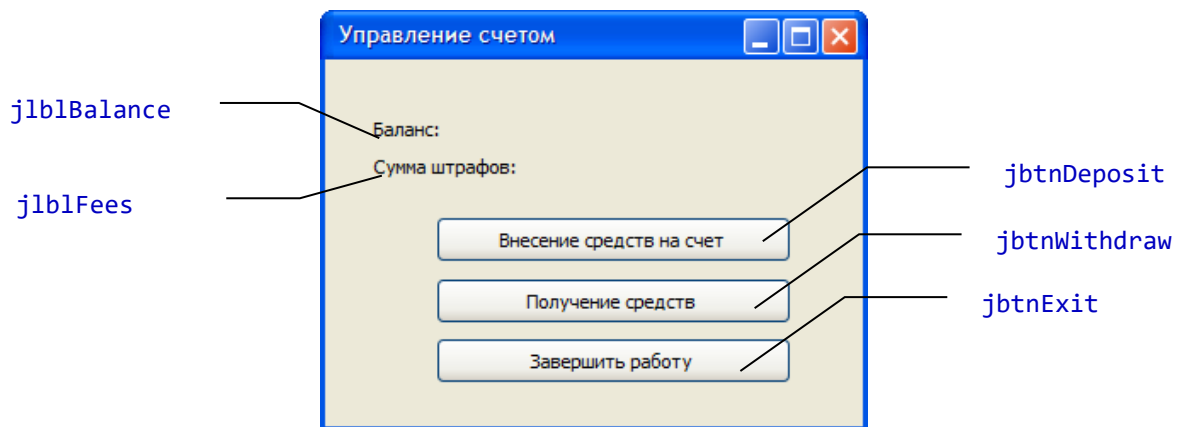 Управление счетом
jlblBalance
Баланс:
Сумма штрафов:
jbtnDeposit
jlblFees
Внесение средств на счет
jbtnWithdraw
Получение средств
jbtnExit
Завершить работу